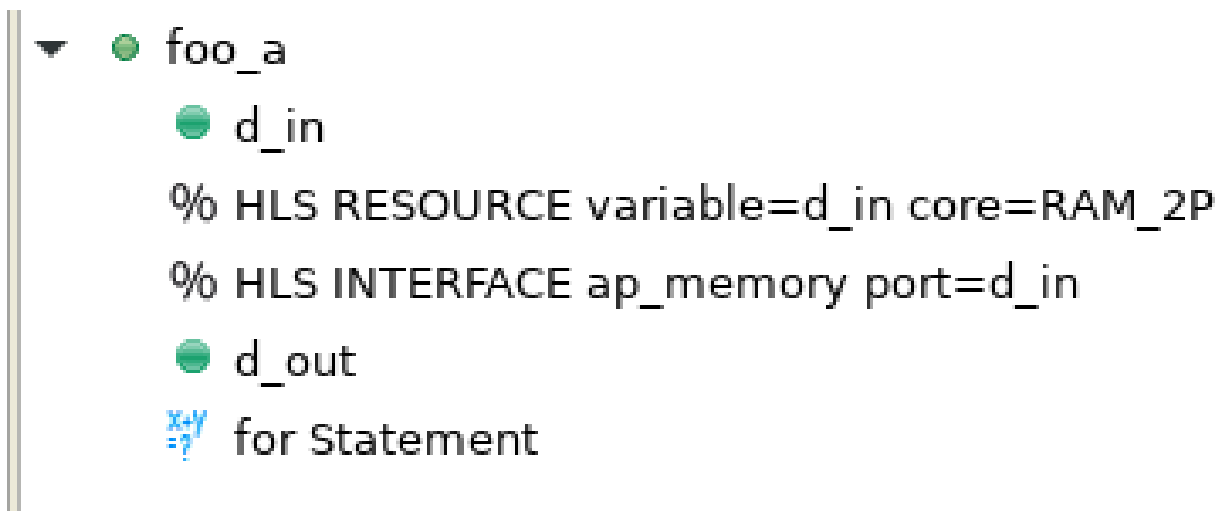 foo_a
d_in
% HLS RESOURCE variable=d_in core=RAM_2P
% HLS INTERFACE ap_memory port=d_in
d_out
x+y
=?
for Statement